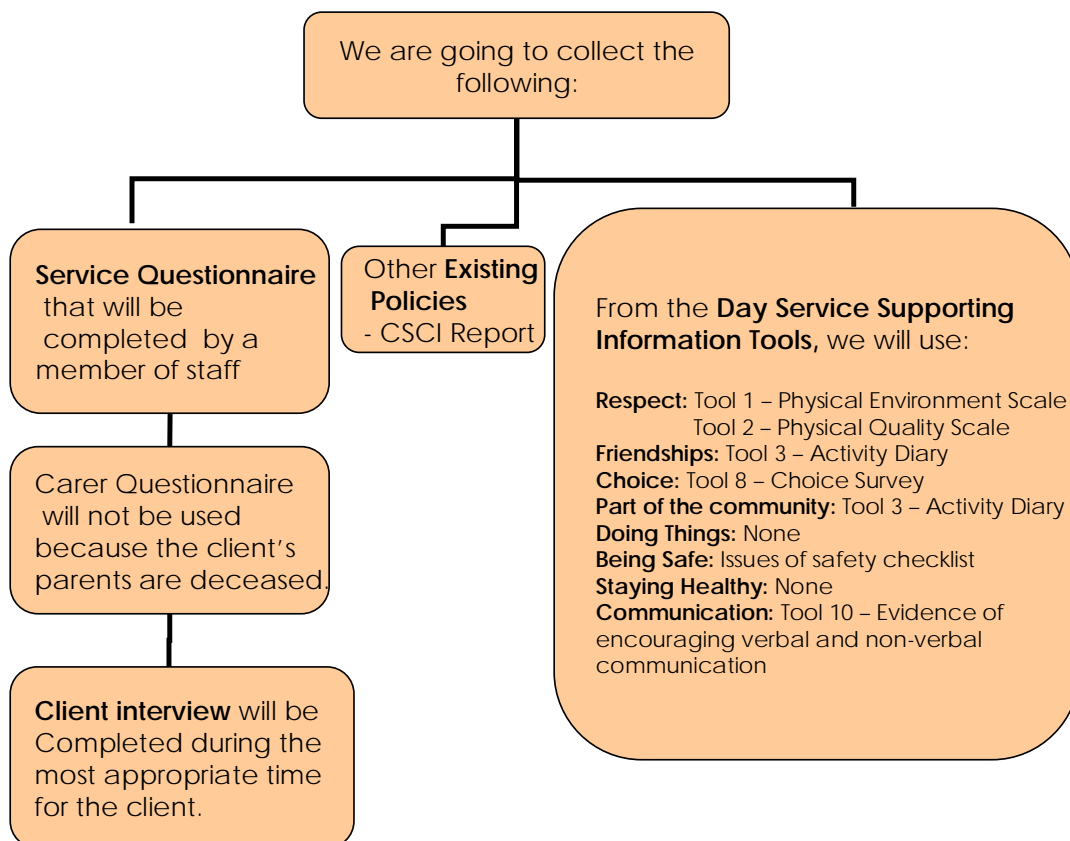 We are going to collect the
following:
Service Questionnaire
that will be
completed by a
member of staff
Carer Questionnaire
will not be used
because the client's
parents are deceased.
Client interview will be
Completed during the
most appropriate time
for the client.
Other Existing
Policies
- CSCI Report
From the Day Service Supporting
Information Tools, we will use:
Respect: Tool 1 – Physical Environment Scale
Tool 2 – Physical Quality Scale
Friendships: Tool 3 – Activity Diary
Choice: Tool 8 – Choice Survey
Part of the community: Tool 3 – Activity Diary
Doing Things: None
Being Safe: Issues of safety checklist
Staying Healthy: None
Communication: Tool 10 – Evidence of
encouraging verbal and non-verbal
communication